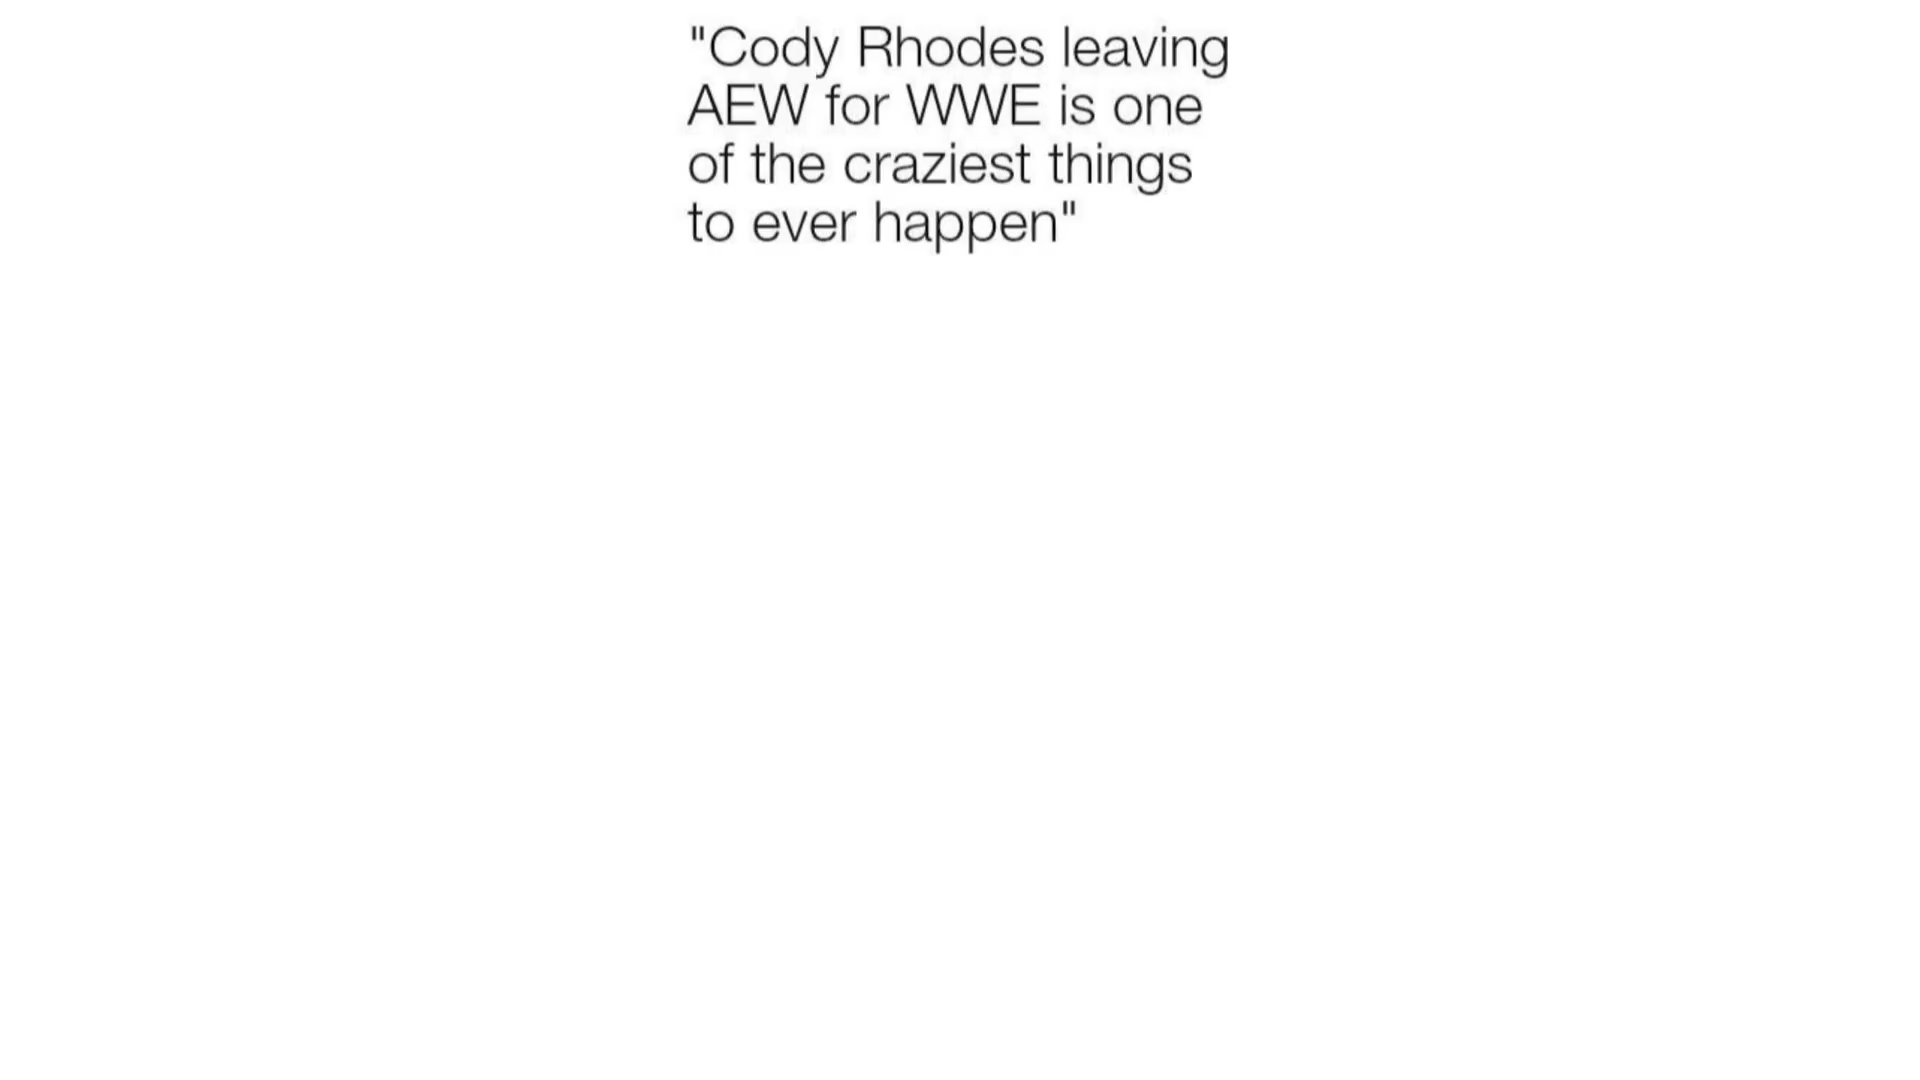 "Cody Rhodes leaving
AEW for WWE is one
of the craziest things
to ever happen"